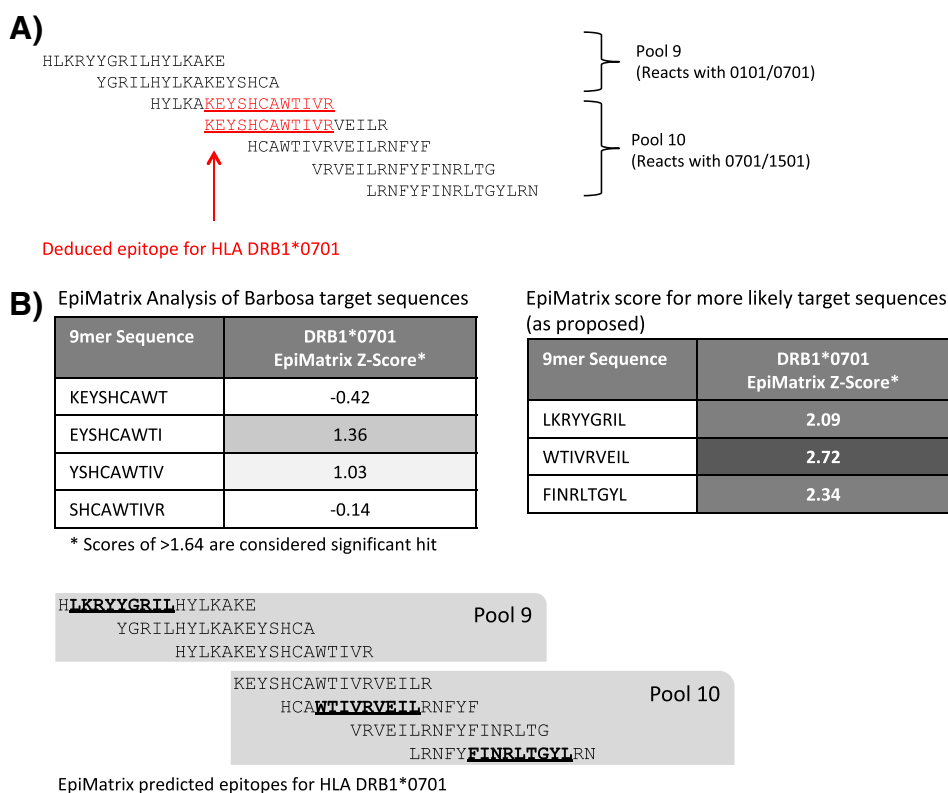 A)
HLKRYYGRILHYLKAKE
YGRILHYLKAKEYSHCA
HYLKAKEYSHCAWTIVR
KEYSHCAWTIVRVEILR
HCAWTIVRVEILRNFYF
VRVEILRNFYFINRLTG
LRNFYFINRLTGYLRN
Pool 9
(Reacts with 0101/0701)
Pool 10
(Reacts with 0701/1501)
Deduced epitope for HLA DRB1*0701
B)
EpiMatrix Analysis of Barbosa target sequences
9mer Sequence DRB1*0701
EpiMatrix Z-Score*
KEYSHCAWT -0.42
EYSHCAWTI 1.36
YSHCAWTIV 1.03
SHCAWTIVR -0.14
* Scores of >1.64 are considered significant hit
EpiMatrix score for more likely target sequences
(as proposed)
9mer Sequence DRB1*0701
EpiMatrix Z-Score*
LKRYYGRIL 2.09
WTIVRVEIL 2.72
FINRLTGYL 2.34
HLKRYYGRILHYLKAKE
YGRILHYLKAKEYSHCA
HYLKAKEYSHCAWTIVR
Pool 9
KEYSHCAWTIVRVEILR
HCAWTIVRVEILRNFYF
VRVEILRNFYFINRLTG
LRNFYFINRLTGYLRN
Pool 10
EpiMatrix predicted epitopes for HLA DRB1*0701